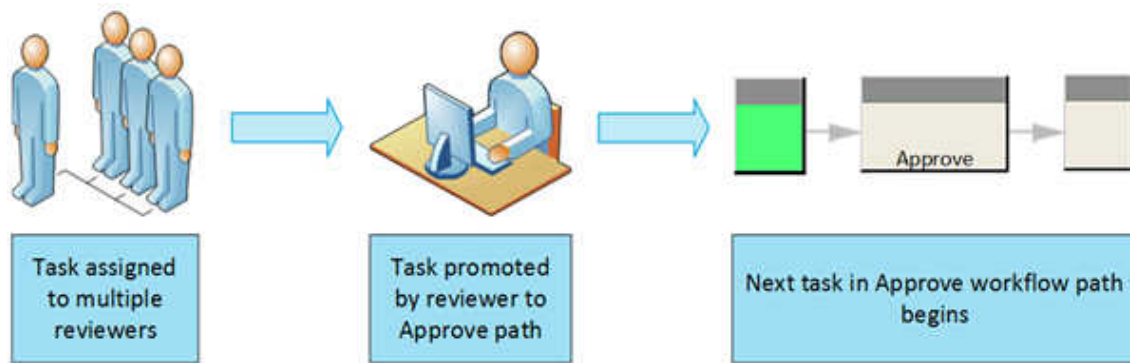 Approve
Task assigned
to multiple
reviewers
Task promoted
by reviewer to
Approve path
Next task in Approve workflow path
begins